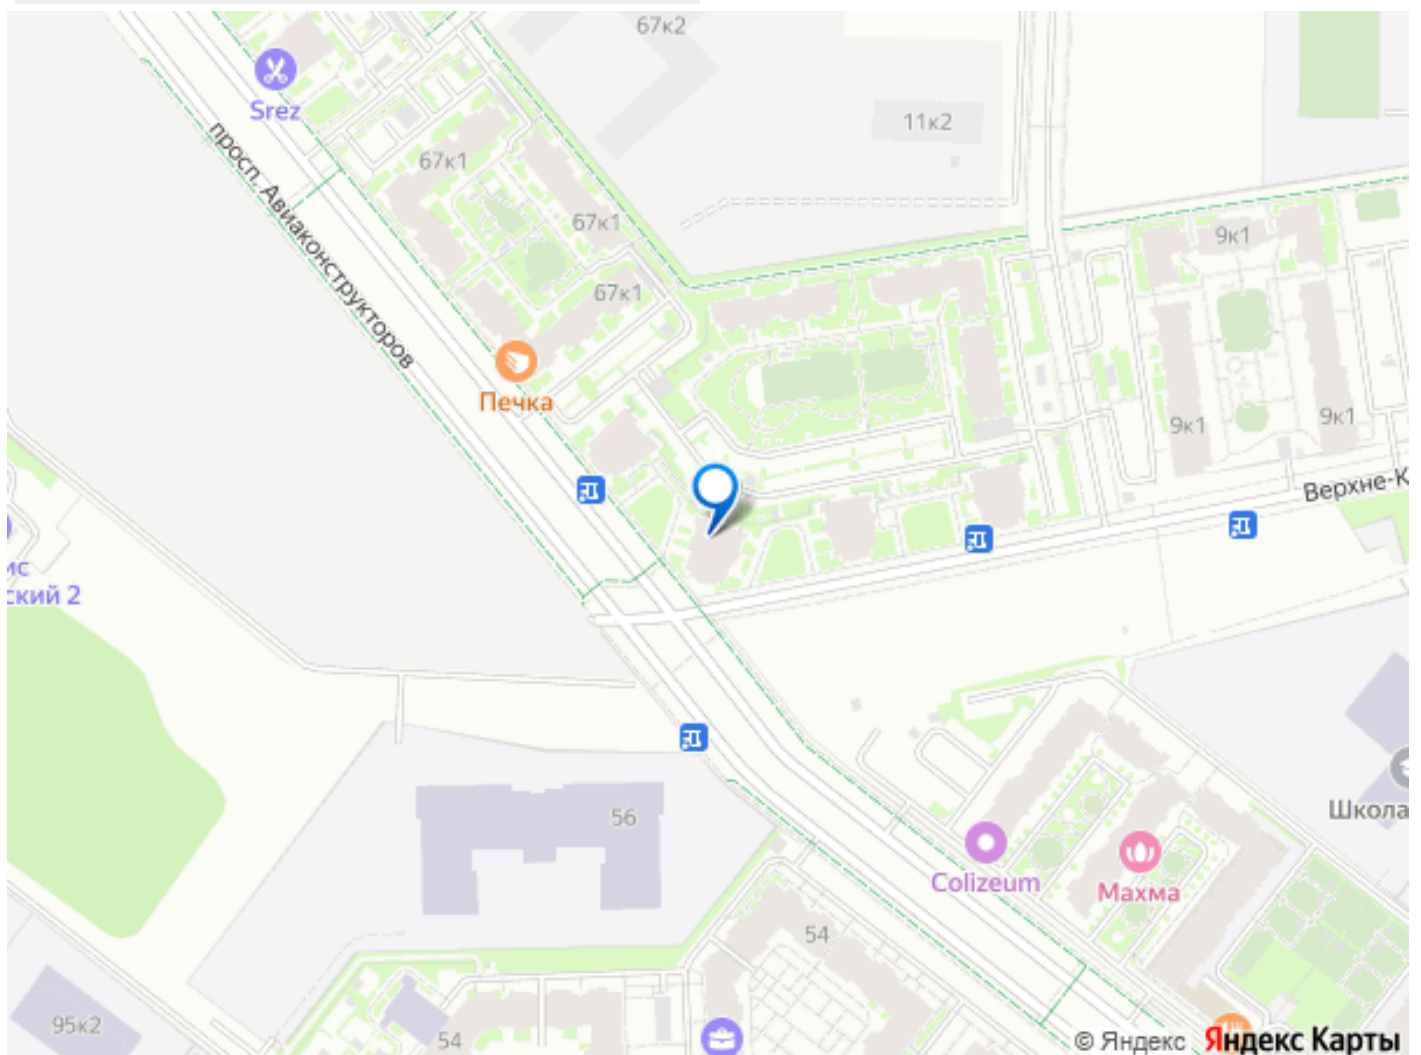 67к2
Srez
11к2
просп. Авиаконструкторов
67к1
67к1
9к1
67к1
Печка
9к1
9к1
Верхне-К
ис
ский 2
56
Школа
Colizeum
Махма
54
95к2
54
© Яндекс Яндекс Карты